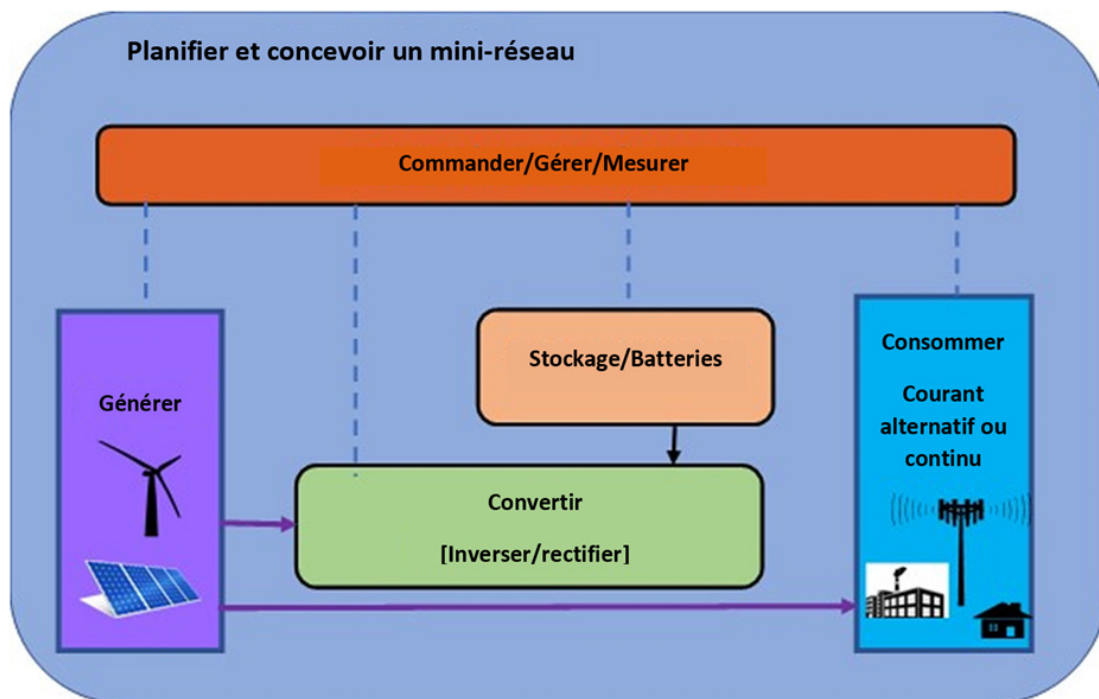 Planifier et concevoir un mini-réseau
Commander/Gérer/Mesurer
Générer
Stockage/Batteries
Convertir
[Inverser/rectifier]
Consommer
Courant
alternatif ou
continu